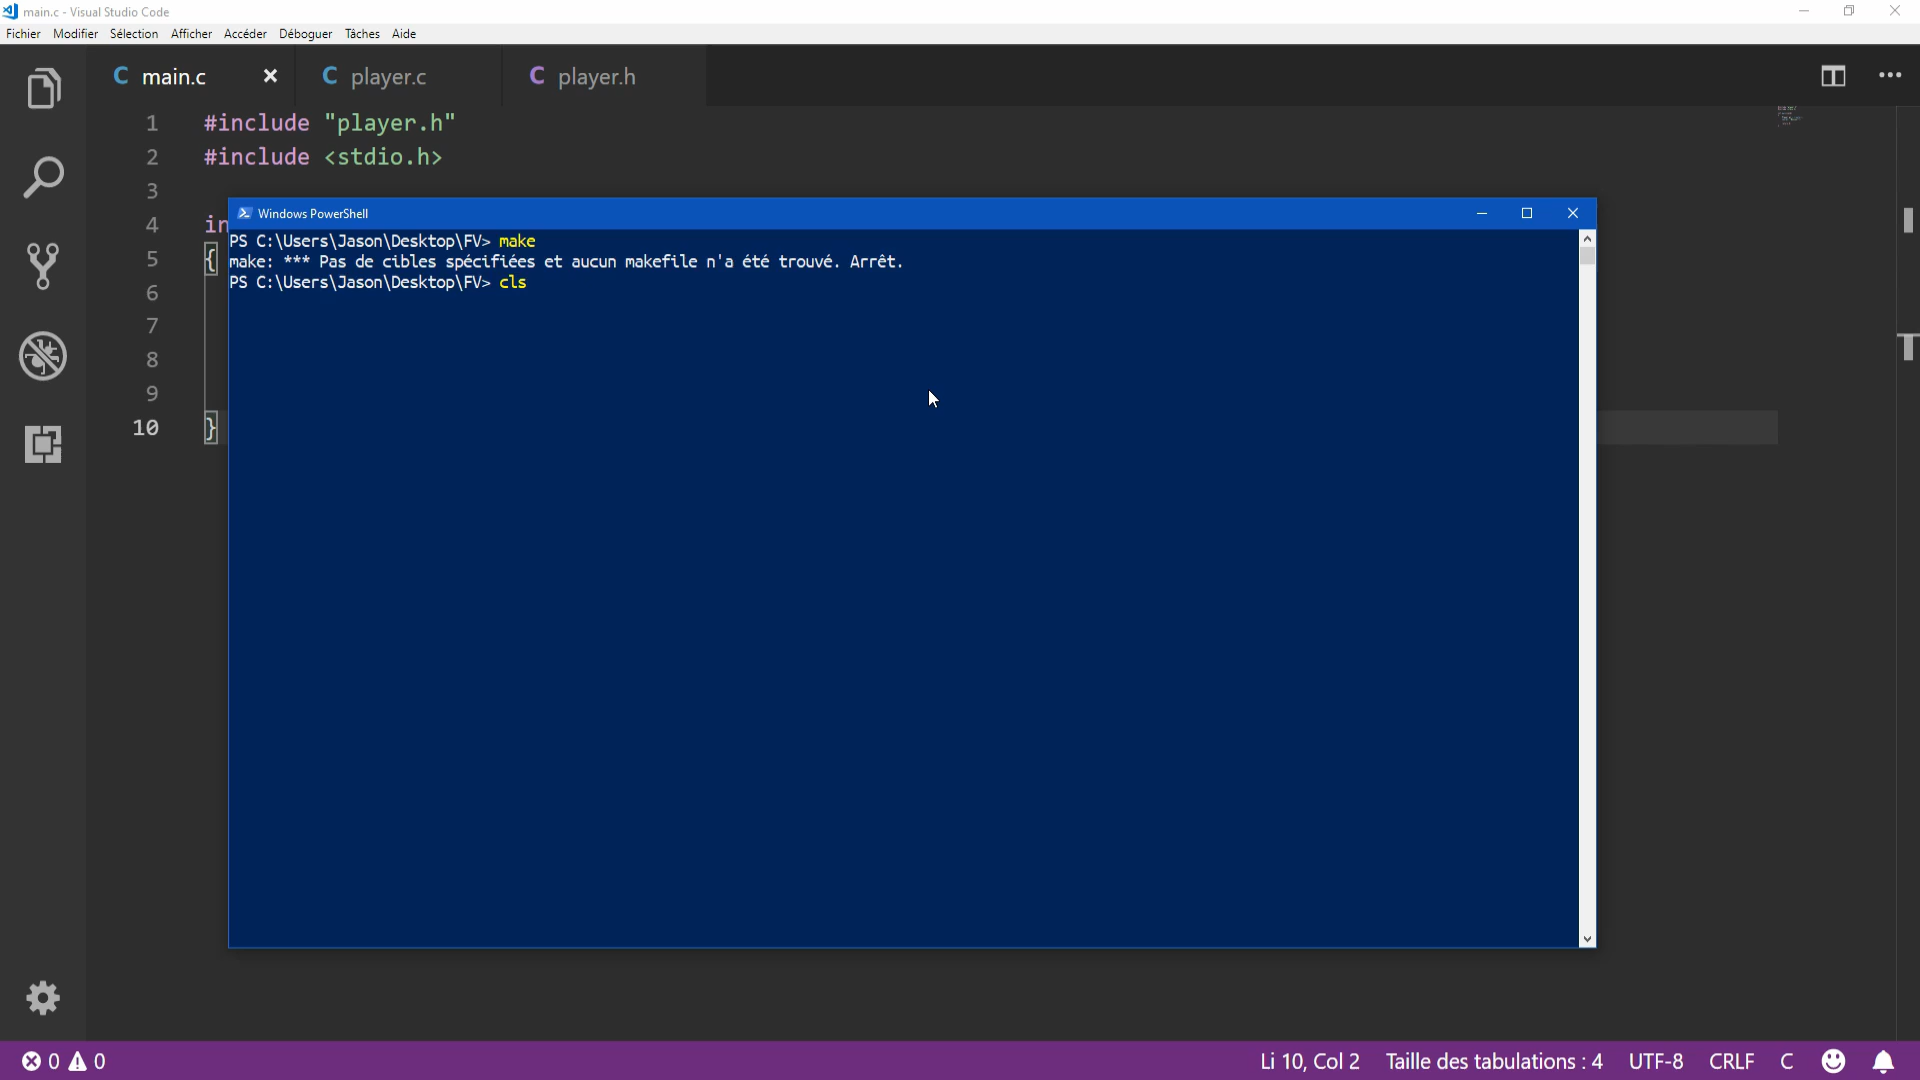 main.c - Visual Studio Code
Fichier Modifier Sélection Afficher Accéder Déboguer Tâches Aide
C main.c C player.c C player.h
1 #include "player.h"
2 #include <stdio.h>
3
4 in
5 {
6
7
8
9
10 }
Windows PowerShell
PS C:\Users\Jason\Desktop\FV> make
make: *** Pas de cibles spécifiées et aucun makefile n'a été trouvé. Arrêt.
PS C:\Users\Jason\Desktop\FV> cls
0 0 Li 10, Col 2 Taille des tabulations : 4 UTF-8 CRLF C